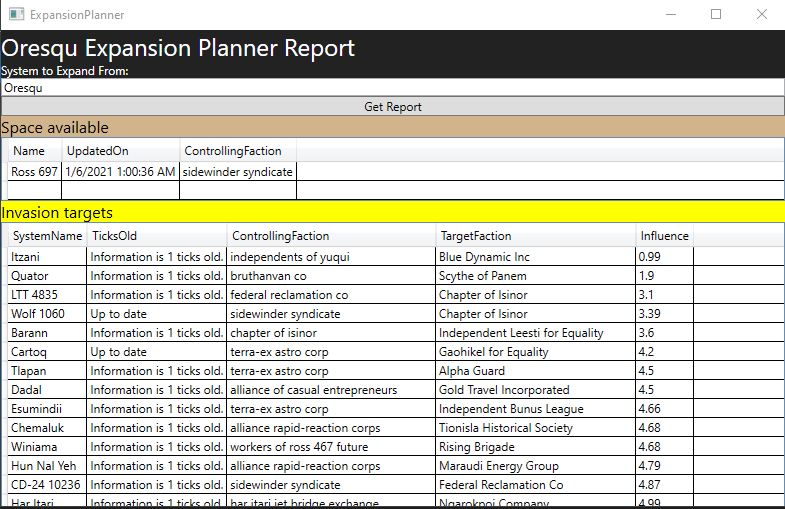 ExpansionPlanner
Oresqu Expansion Planner Report
System to Expand From:
Oresqu
Get Report
Space available
Name UpdatedOn ControllingFaction
Ross 697 1/6/2021 1:00:36 AM sidewinder syndicate
Invasion targets
SystemName TicksOld ControllingFaction TargetFaction Influence
Itzani Information is 1 ticks old. independents of yuqui Blue Dynamic Inc 0.99
Quator Information is 1 ticks old. bruthanvan co Scythe of Panem 1.9
LTT 4835 Information is 1 ticks old. federal reclamation co Chapter of Isinor 3.1
Wolf 1060 Up to date sidewinder syndicate Chapter of Isinor 3.39
Barann Information is 1 ticks old. chapter of isinor Independent Leesti for Equality 3.6
Cartoq Up to date terra-ex astro corp Gaohikel for Equality 4.2
Tlapan Information is 1 ticks old. terra-ex astro corp Alpha Guard 4.5
Dadal Information is 1 ticks old. alliance of casual entrepreneurs Gold Travel Incorporated 4.5
Esumindii Information is 1 ticks old. terra-ex astro corp Independent Bunus League 4.66
Chemaluk Information is 1 ticks old. alliance rapid-reaction corps Tionisla Historical Society 4.68
Winiama Information is 1 ticks old. workers of ross 467 future Rising Brigade 4.68
Hun Nal Yeh Information is 1 ticks old. alliance rapid-reaction corps Maraudi Energy Group 4.79
CD-24 10236 Information is 1 ticks old. sidewinder syndicate Federal Reclamation Co 4.87
Har Itari Information is 1 ticks old. har itari jet bridge exchange Ngarokpoi Company 4.99